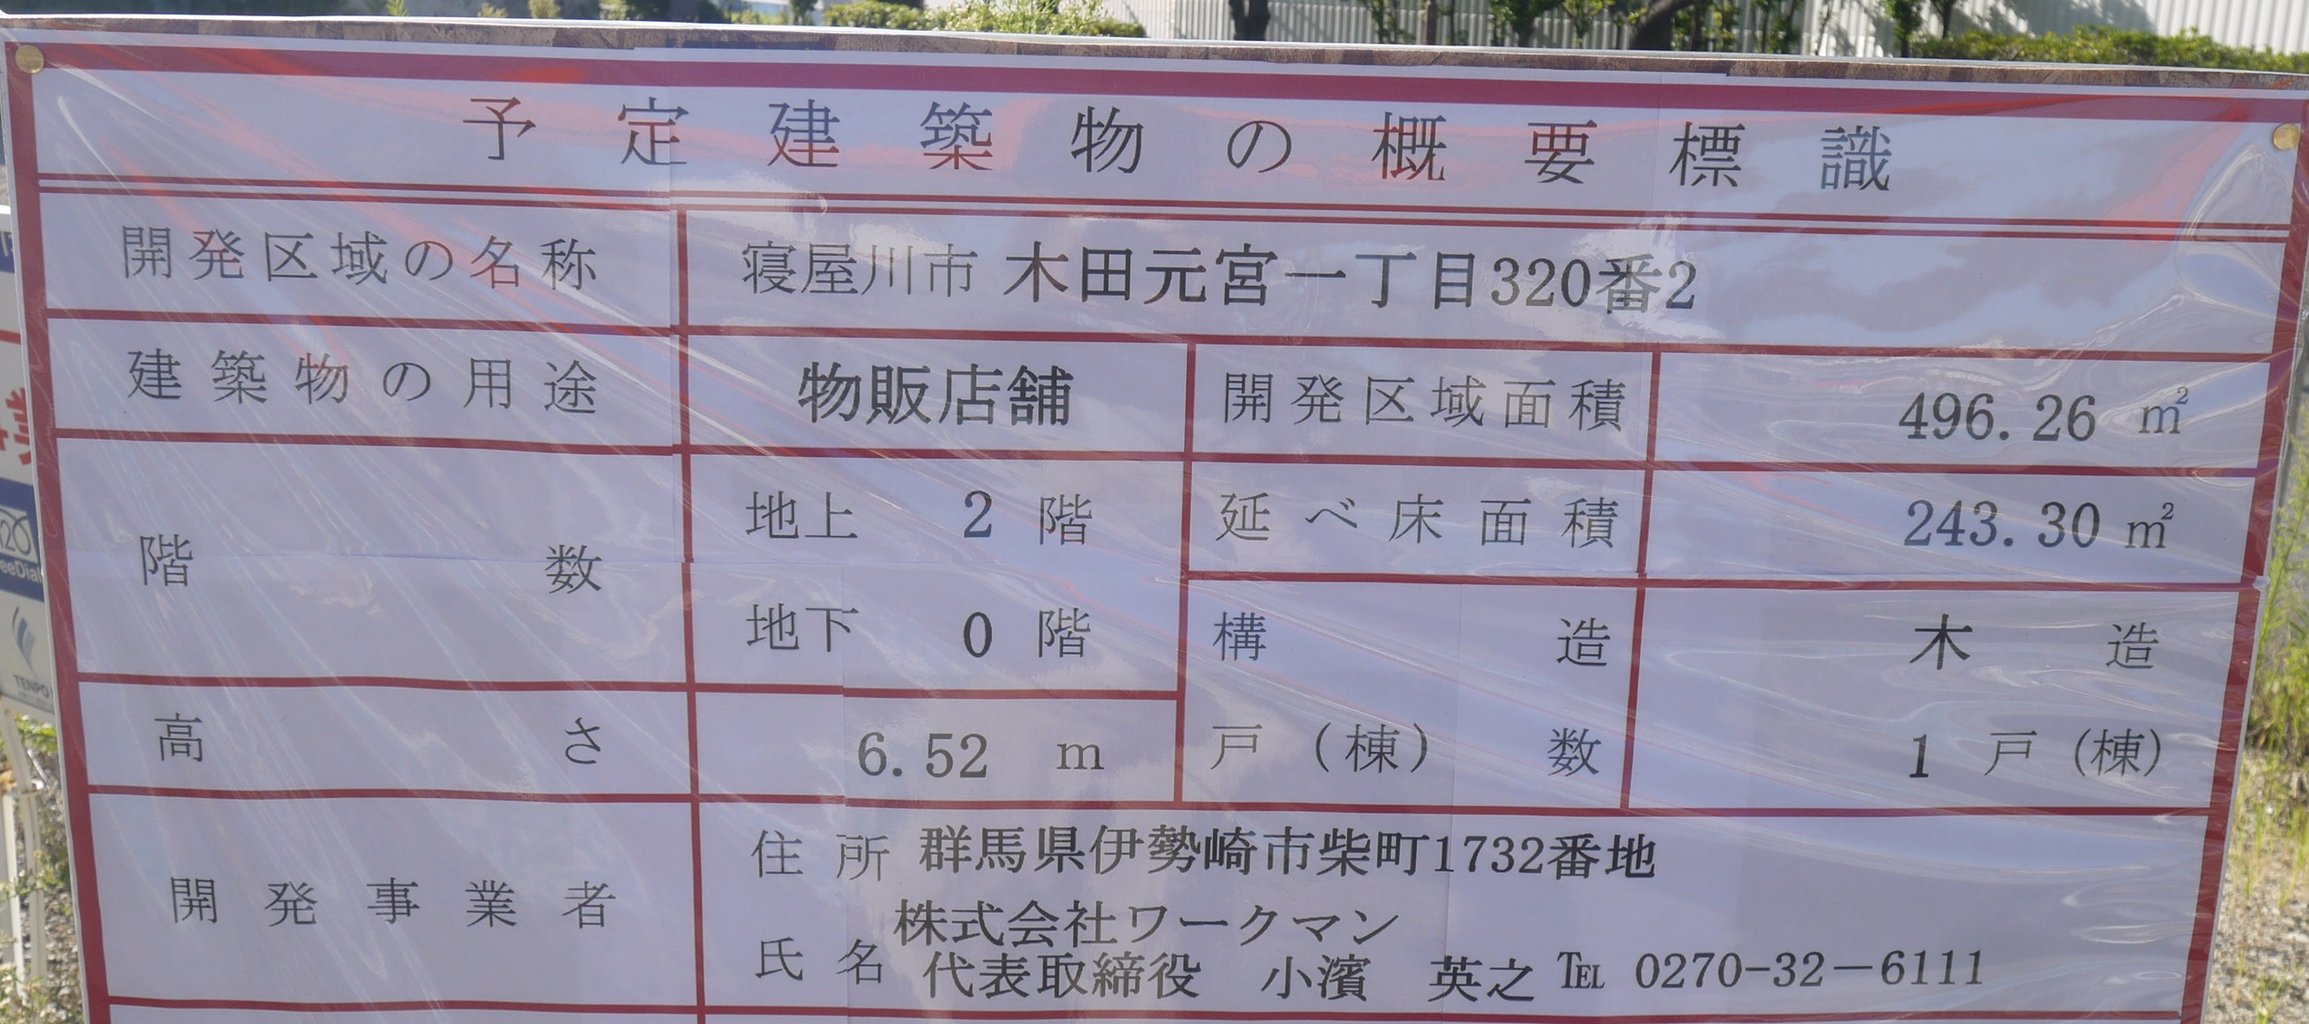 予定建築物の概要標識
開発区域の名称 寝屋川市 木田元宮一丁目320番2
建築物の用途 物販店舗 開発区域面積 496.26 ㎡
階数 地上 2 階 延べ床面積 243.30 ㎡
地下 0 階 構造 木造
高さ 6.52 m 戸(棟)数 1 戸(棟)
開発事業者 住所 群馬県伊勢崎市柴町1732番地
氏名 株式会社ワークマン
代表取締役 小濱 英之 ℡ 0270-32-6111
TENPO